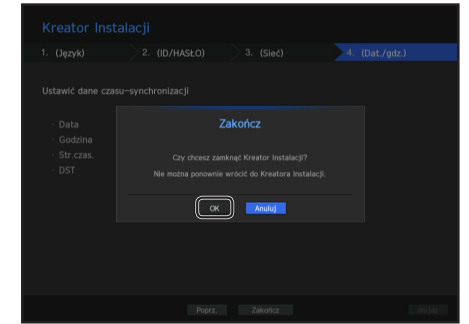 Kreator Instalacji
1. (Język)
2. (ID/HASŁO)
3. (Sieć)
4. (Dat./gdz.)
Ustawić dane czasu-synchronizacji
· Data
· Godzina
· Str.czas.
· DST
Zakończ
Czy chcesz zamknąć Kreator Instalacji?
Nie można ponownie wrócić do Kreatora Instalacji.
OK
Anuluj
Poprz.
Zakończ
Wyjdź